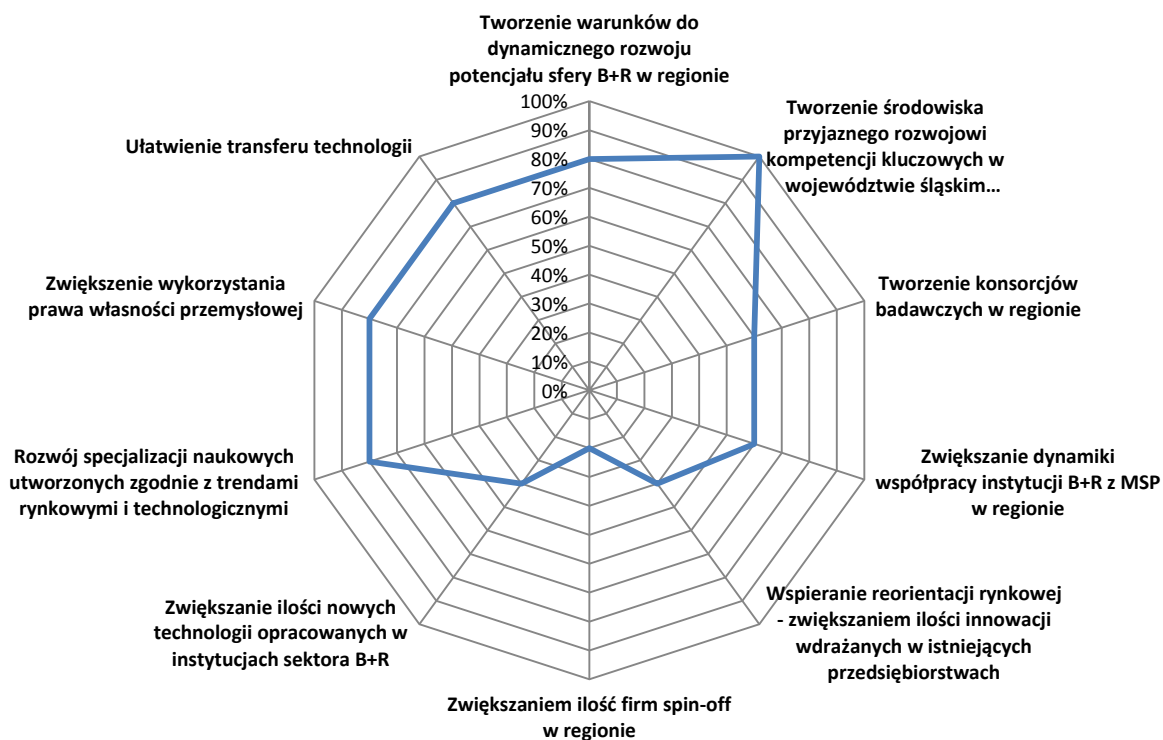 Tworzenie warunków do
dynamicznego rozwoju
potencjału sfery B+R w regionie
Tworzenie środowiska
przyjaznego rozwojowi
kompetencji kluczowych w
województwie śląskim...
Tworzenie konsorcjów
badawczych w regionie
Zwiększanie dynamiki
współpracy instytucji B+R z MSP
w regionie
Wspieranie reorientacji rynkowej
- zwiększaniem ilości innowacji
wdrażanych w istniejących
przedsiębiorstwach
Zwiększaniem ilość firm spin-off
w regionie
Zwiększanie ilości nowych
technologii opracowanych w
instytucjach sektora B+R
Rozwój specjalizacji naukowych
utworzonych zgodnie z trendami
rynkowymi i technologicznymi
Zwiększenie wykorzystania
prawa własności przemysłowej
Ułatwienie transferu technologii
100%
90%
80%
70%
60%
50%
40%
30%
20%
10%
0%